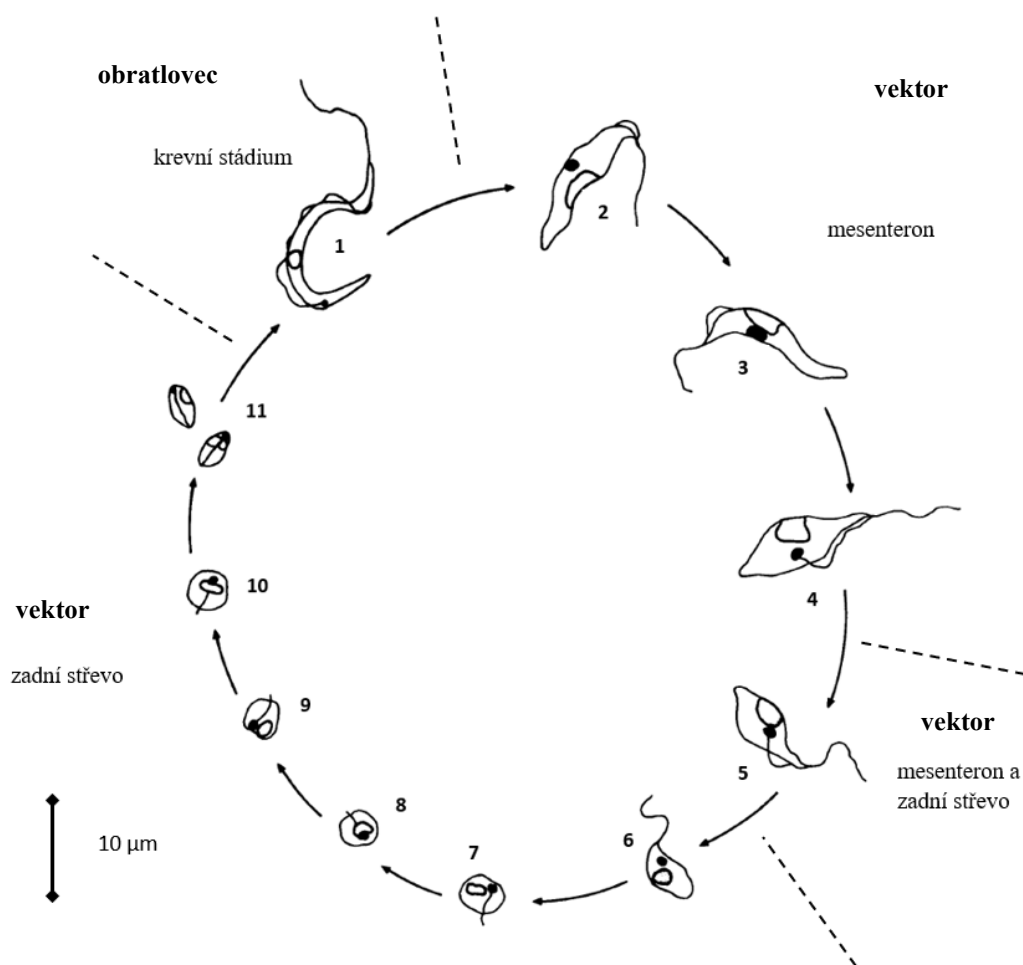 obratlovec
krevní stádium
vektor
mesenteron
1
2
3
4
5
6
7
8
9
10
11
vektor
mesenteron a
zadní střevo
vektor
zadní střevo
10 µm